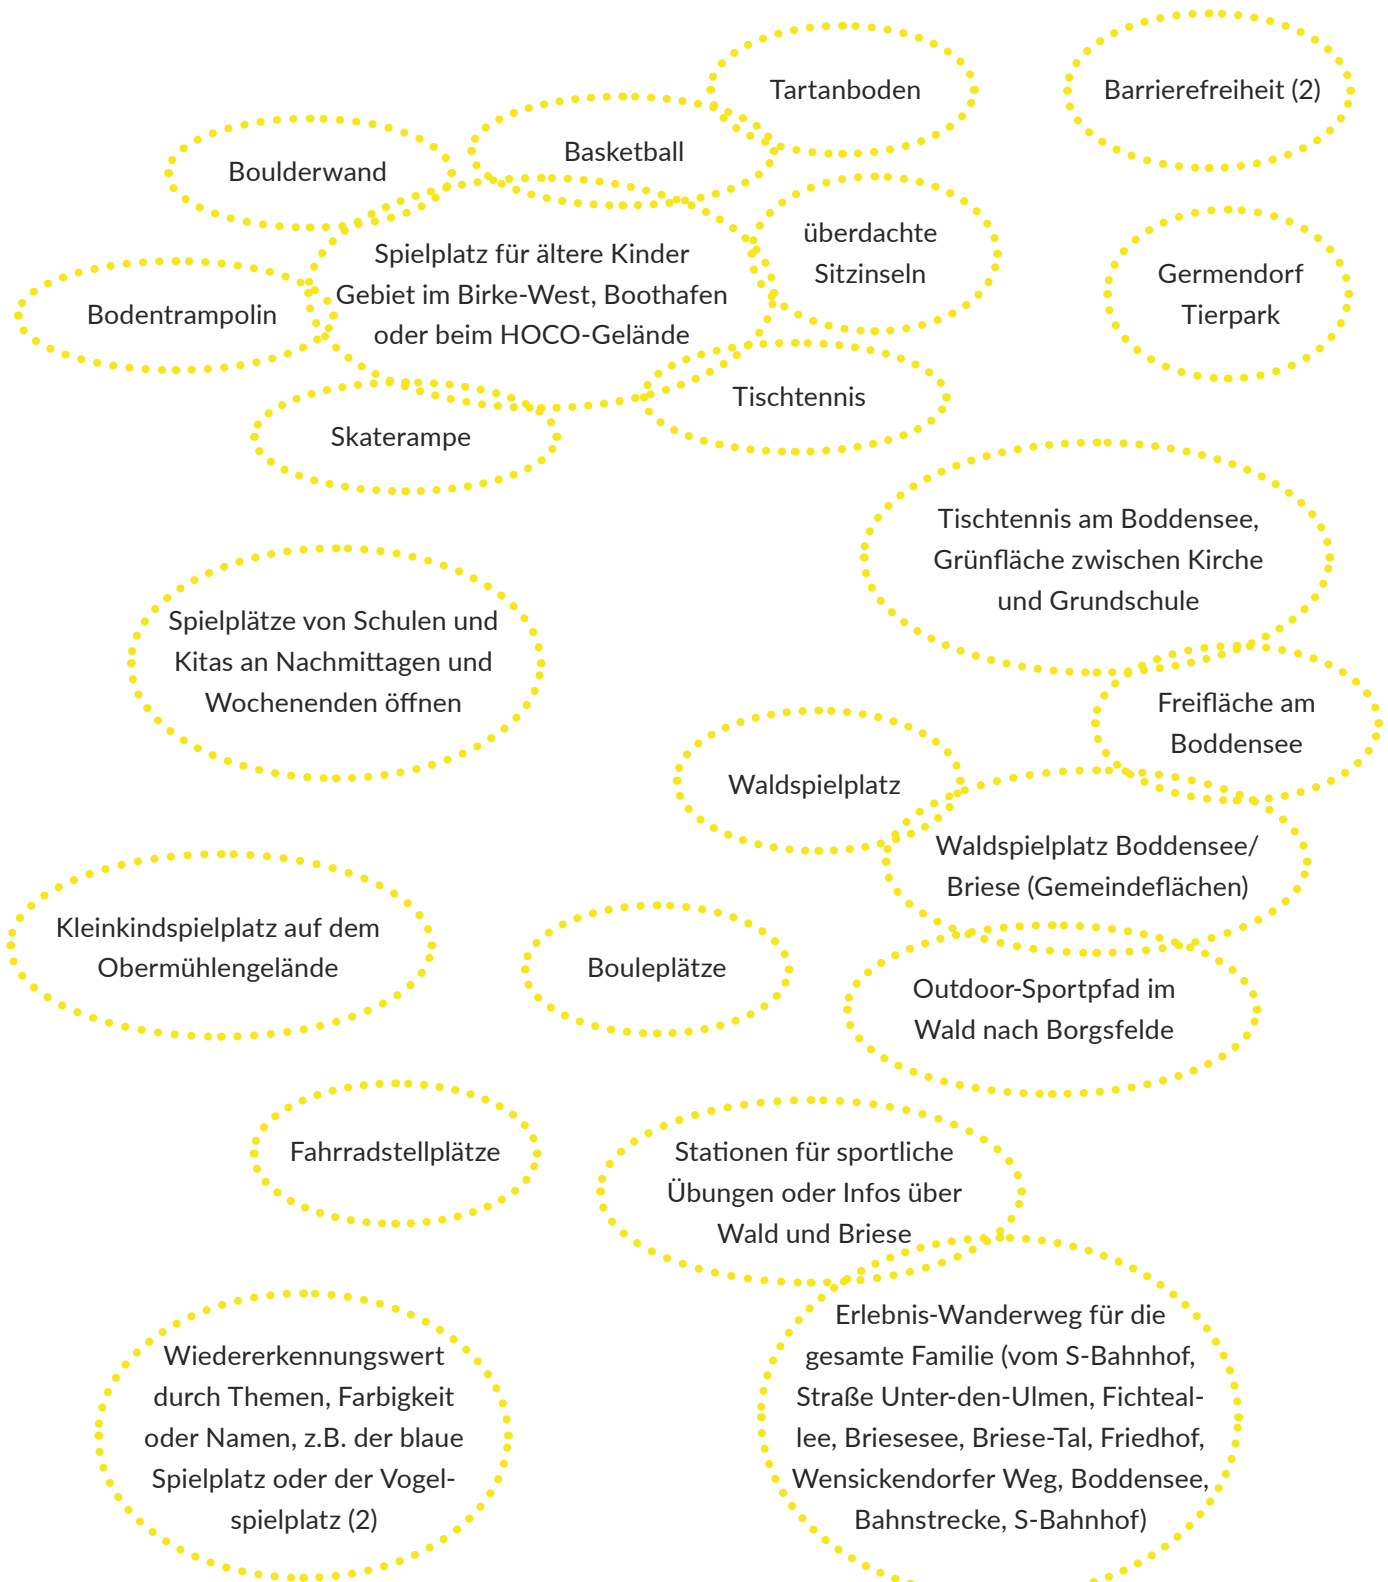 Tartanboden
Barrierefreiheit (2)
Basketball
Boulderwand
überdachte
Sitzinseln
Spielplatz für ältere Kinder
Gebiet im Birke-West, Boothafen
oder beim HOCO-Gelände
Germendorf
Tierpark
Bodentrampolin
Tischtennis
Skaterampe
Tischtennis am Boddensee,
Grünfläche zwischen Kirche
und Grundschule
Spielplätze von Schulen und
Kitas an Nachmittagen und
Wochenenden öffnen
Freifläche am
Boddensee
Waldspielplatz
Waldspielplatz Boddensee/
Briese (Gemeindeflächen)
Kleinkindspielplatz auf dem
Obermühlengelände
Bouleplätze
Outdoor-Sportpfad im
Wald nach Borgsfelde
Fahrradstellplätze
Stationen für sportliche
Übungen oder Infos über
Wald und Briese
Wiedererkennungswert
durch Themen, Farbigkeit
oder Namen, z.B. der blaue
Spielplatz oder der Vogel-
spielplatz (2)
Erlebnis-Wanderweg für die
gesamte Familie (vom S-Bahnhof,
Straße Unter-den-Ulmen, Fichteal-
lee, Briesesee, Briese-Tal, Friedhof,
Wensickendorfer Weg, Boddensee,
Bahnstrecke, S-Bahnhof)